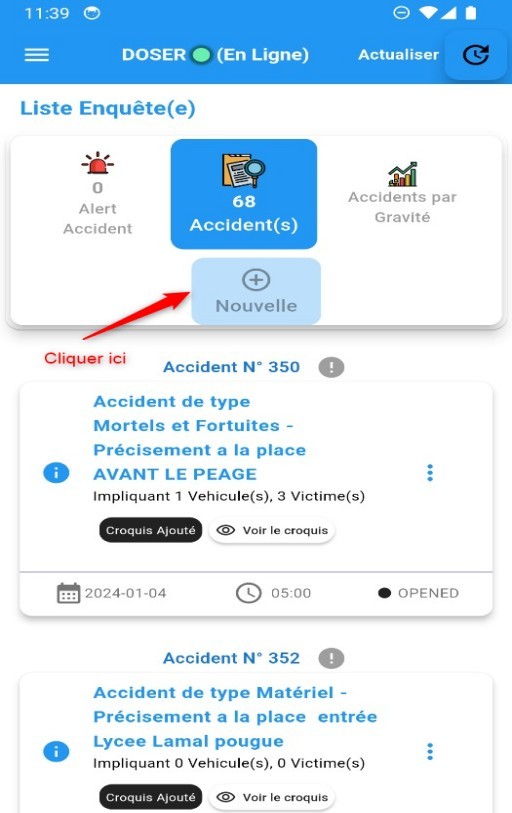 11:39
DOSER (En Ligne) Actualiser
Liste Enquête(e)
0
Alert
Accident
68
Accident(s)
Accidents par
Gravité
Nouvelle
Cliquer ici
Accident N° 350
Accident de type
Mortels et Fortuites -
Précisement a la place
AVANT LE PEAGE
Impliquant 1 Vehicule(s), 3 Victime(s)
Croquis Ajouté Voir le croquis
2024-01-04 05:00 OPENED
Accident N° 352
Accident de type Matériel -
Précisement a la place entrée
Lycee Lamal pougue
Impliquant 0 Vehicule(s), 0 Victime(s)
Croquis Ajouté Voir le croquis